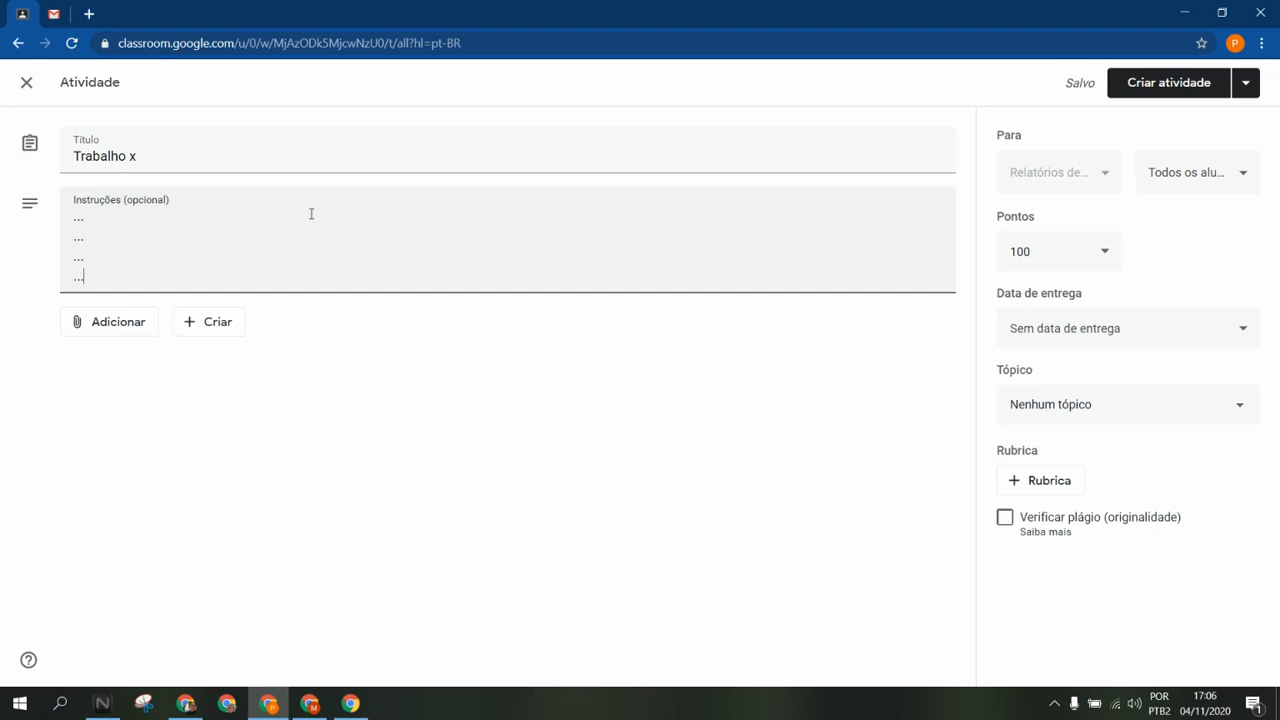 classroom.google.com/u/0/w/MjAzODk5MjcwNzU0/t/all?hl=pt-BR
P
Atividade
Salvo
Criar atividade
Título
Trabalho x
Instruções (opcional)
...
...
...
...
Adicionar
Criar
Para
Relatórios de...
Todos os alu...
Pontos
100
Data de entrega
Sem data de entrega
Tópico
Nenhum tópico
Rubrica
Rubrica
Verificar plágio (originalidade)
Saiba mais
POR
PTB2
17:06
04/11/2020